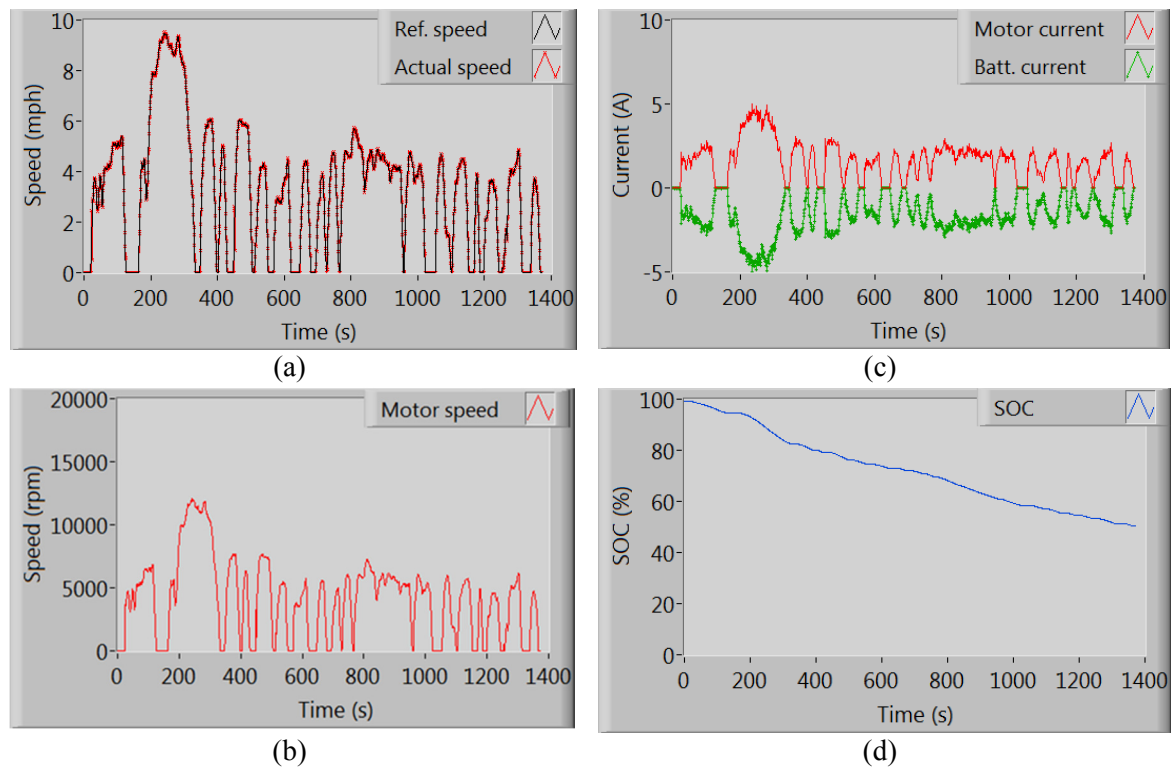 10
8
6
4
2
0
Speed (mph)
Ref. speed
Actual speed
0 200 400 600 800 1000 1200 1400
Time (s)
(a)
10
5
0
-5
Current (A)
Motor current
Batt. current
0 200 400 600 800 1000 1200 1400
Time (s)
(c)
20000
15000
10000
5000
0
Speed (rpm)
Motor speed
0 200 400 600 800 1000 1200 1400
Time (s)
(b)
100
80
60
40
20
0
SOC (%)
SOC
0 200 400 600 800 1000 1200 1400
Time (s)
(d)